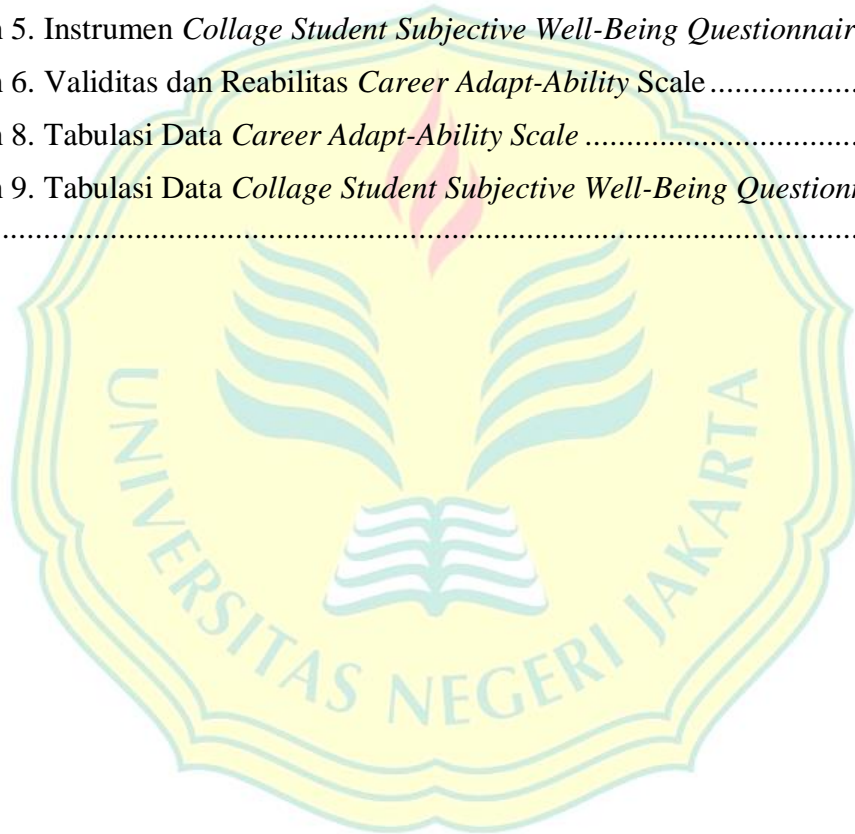 n 5. Instrumen Collage Student Subjective Well-Being Questionnair
n 6. Validitas dan Reabilitas Career Adapt-Ability Scale....................
n 8. Tabulasi Data Career Adapt-Ability Scale.....................................
n 9. Tabulasi Data Collage Student Subjective Well-Being Question
....................................................................................................
UNIVERSITAS NEGERI JAKARTA